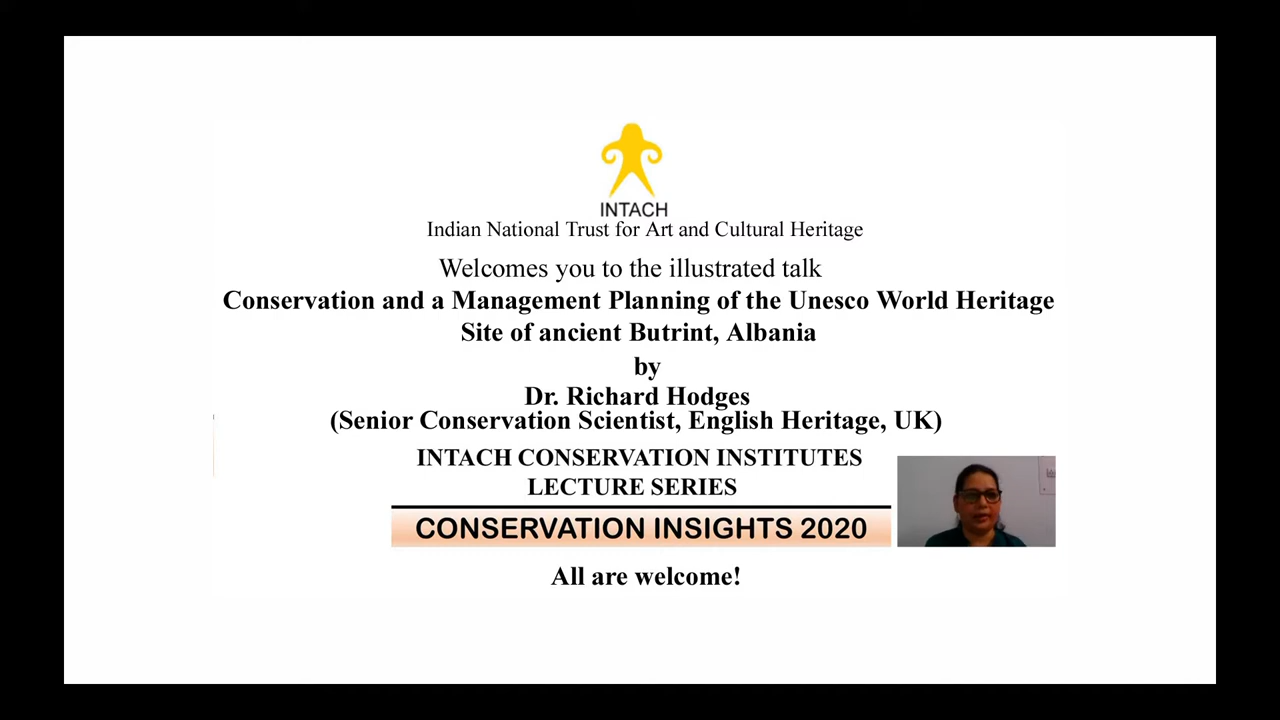 INTACH
Indian National Trust for Art and Cultural Heritage
Welcomes you to the illustrated talk
Conservation and a Management Planning of the Unesco World Heritage
Site of ancient Butrint, Albania
by
Dr. Richard Hodges
(Senior Conservation Scientist, English Heritage, UK)
INTACH CONSERVATION INSTITUTES
LECTURE SERIES
CONSERVATION INSIGHTS 2020
All are welcome!